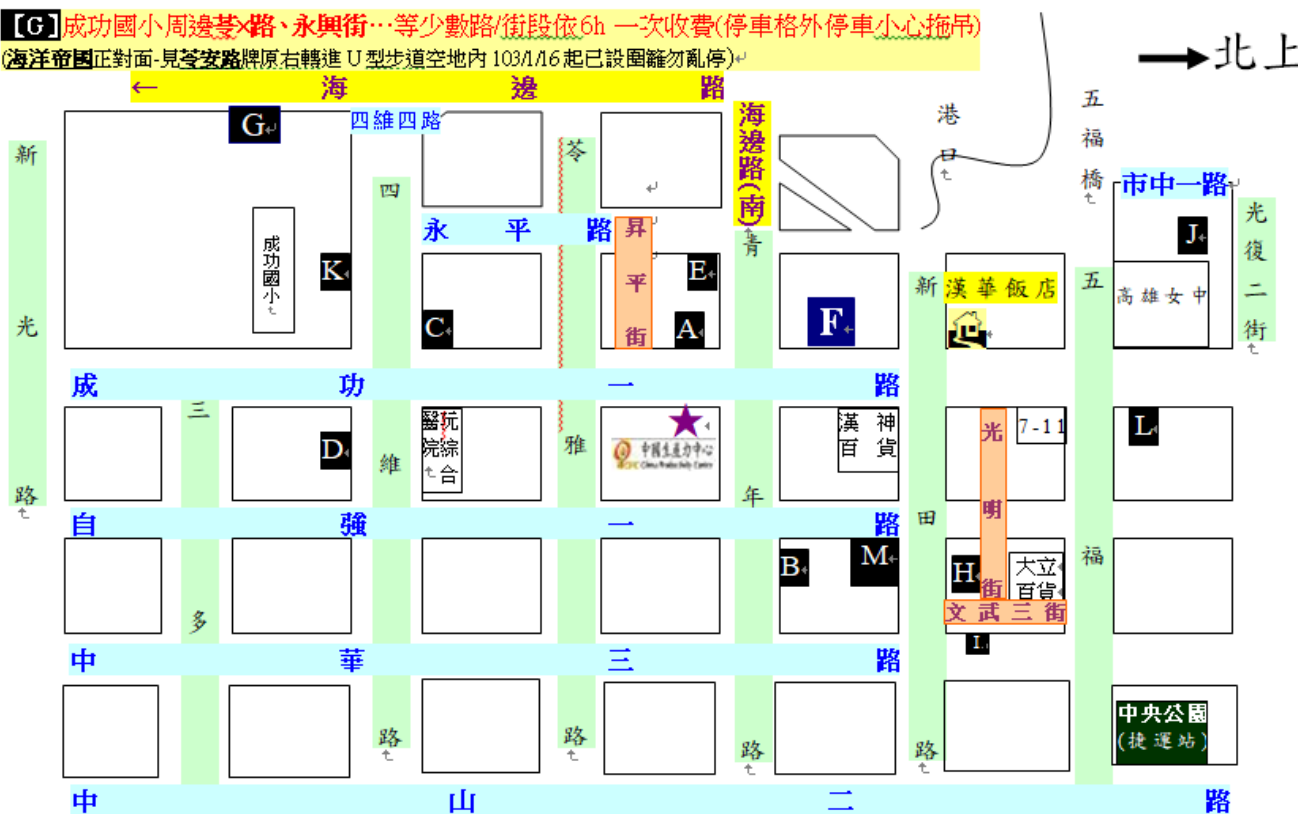 【G】成功國小周邊苓X路、永興街…等少數路/街段依6h 一次收費(停車格外停車小心拖吊)
(海洋帝國正對面-見苓安路牌原右轉進 U 型步道空地內 103/1/16 起已設圍籬勿亂停)
北上
← 海邊路
海邊路(南)
港口
五福橋
G
四維四路
市中一路
新光路
四維路
苓雅路
永平路
昇平街
青年路
J
光復二街
成功國小
K
C
E
A
F
新田路
漢華飯店
五福
高雄女中
成功一路
三多
D
阮綜合
醫院
中國生產力中心
China Productivity Center
漢神
百貨
光明街
7-11
L
自強一路
B
M
H
大立
百貨
文武三街
I
中華三路
中央公園
(捷運站)
中山二路